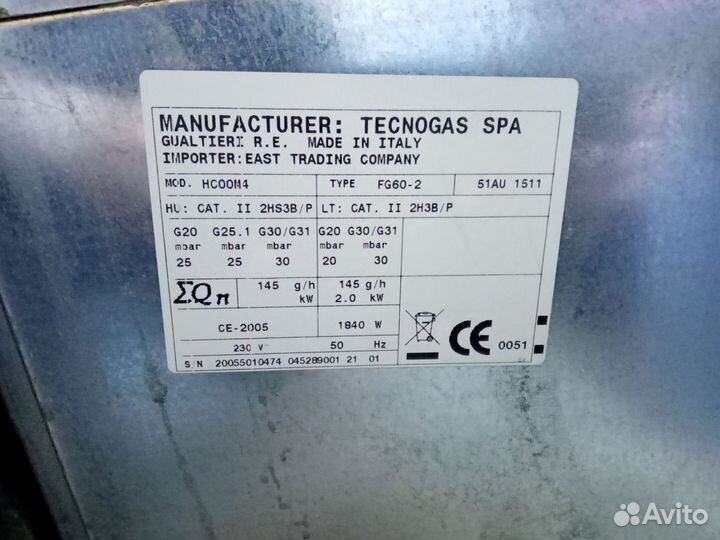 MANUFACTURER: TECNOGAS SPA
GUALTIERI R.E. MADE IN ITALY
IMPORTER: EAST TRADING COMPANY
MOD. HCOOM4 TYPE FG60-2 51AU 1511
HU: CAT. II 2HS3B/P LT: CAT. II 2H3B/P
G20 G25.1 G30/G31 G20 G30/G31
mbar mbar mbar mbar mbar
25 25 30 20 30
ΣQn 145 g/h 145 g/h
kW 2.0 kW
CE-2005 1840 W
230 V~ 50 Hz
CE 0051
S/N 20055010474 045289001 21 01
Avito